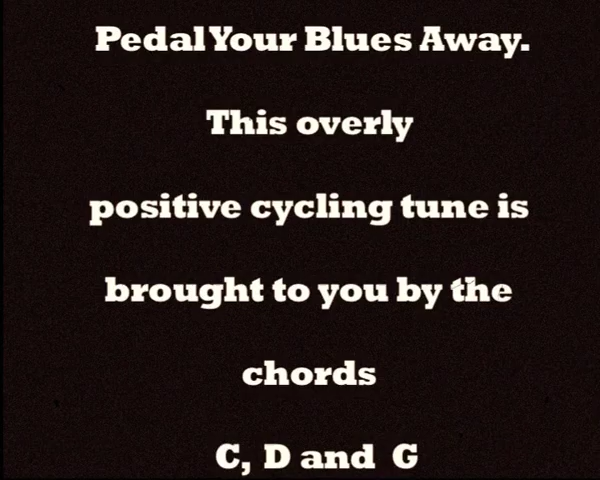 Pedal Your Blues Away.
This overly
positive cycling tune is
brought to you by the
chords
C, D and G